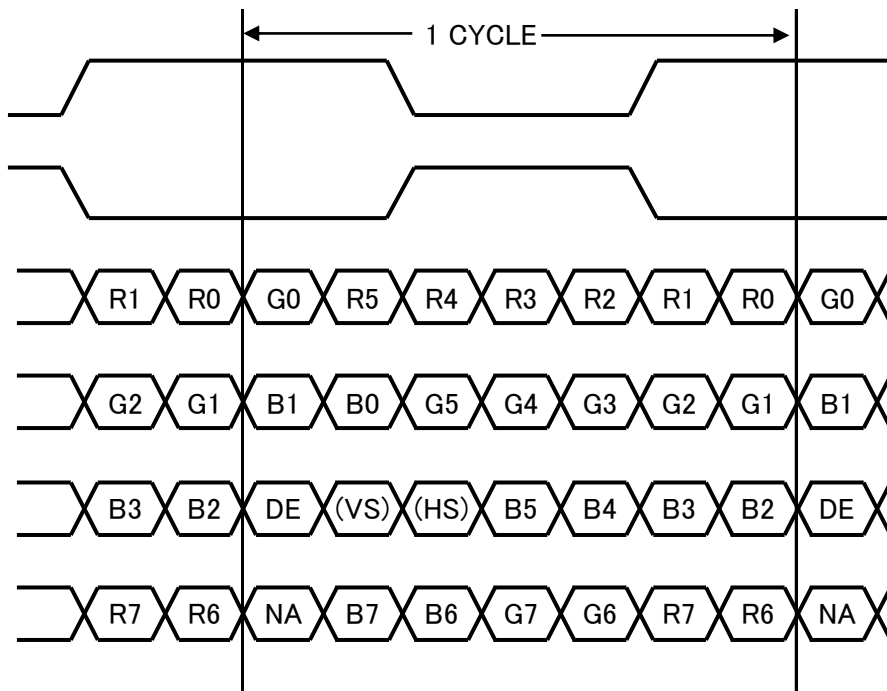 1 CYCLE
R1 R0 G0 R5 R4 R3 R2 R1 R0 G0
G2 G1 B1 B0 G5 G4 G3 G2 G1 B1
B3 B2 DE (VS) (HS) B5 B4 B3 B2 DE
R7 R6 NA B7 B6 G7 G6 R7 R6 NA